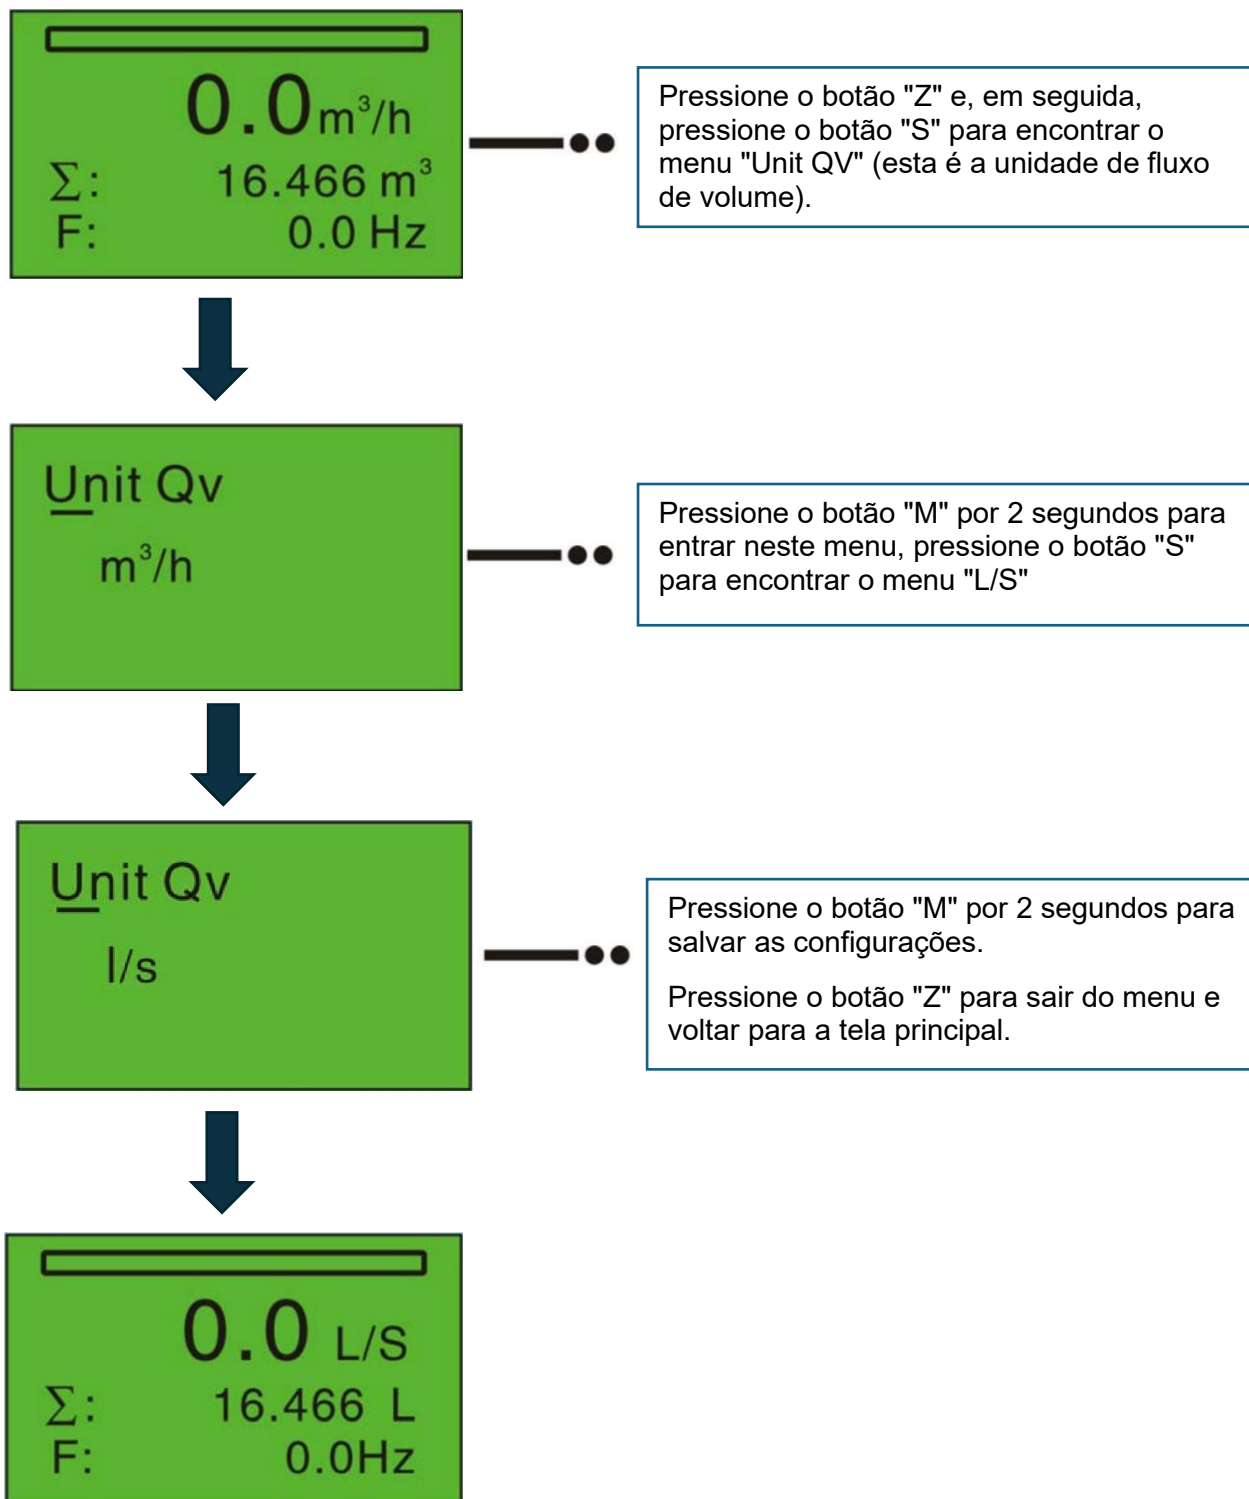 0.0 m³/h
Σ: 16.466 m³
F: 0.0 Hz
Pressione o botão "Z" e, em seguida,
pressione o botão "S" para encontrar o
menu "Unit QV" (esta é a unidade de fluxo
de volume).
Unit Qv
m³/h
Pressione o botão "M" por 2 segundos para
entrar neste menu, pressione o botão "S"
para encontrar o menu "L/S"
Unit Qv
l/s
Pressione o botão "M" por 2 segundos para
salvar as configurações.
Pressione o botão "Z" para sair do menu e
voltar para a tela principal.
0.0 L/S
Σ: 16.466 L
F: 0.0Hz